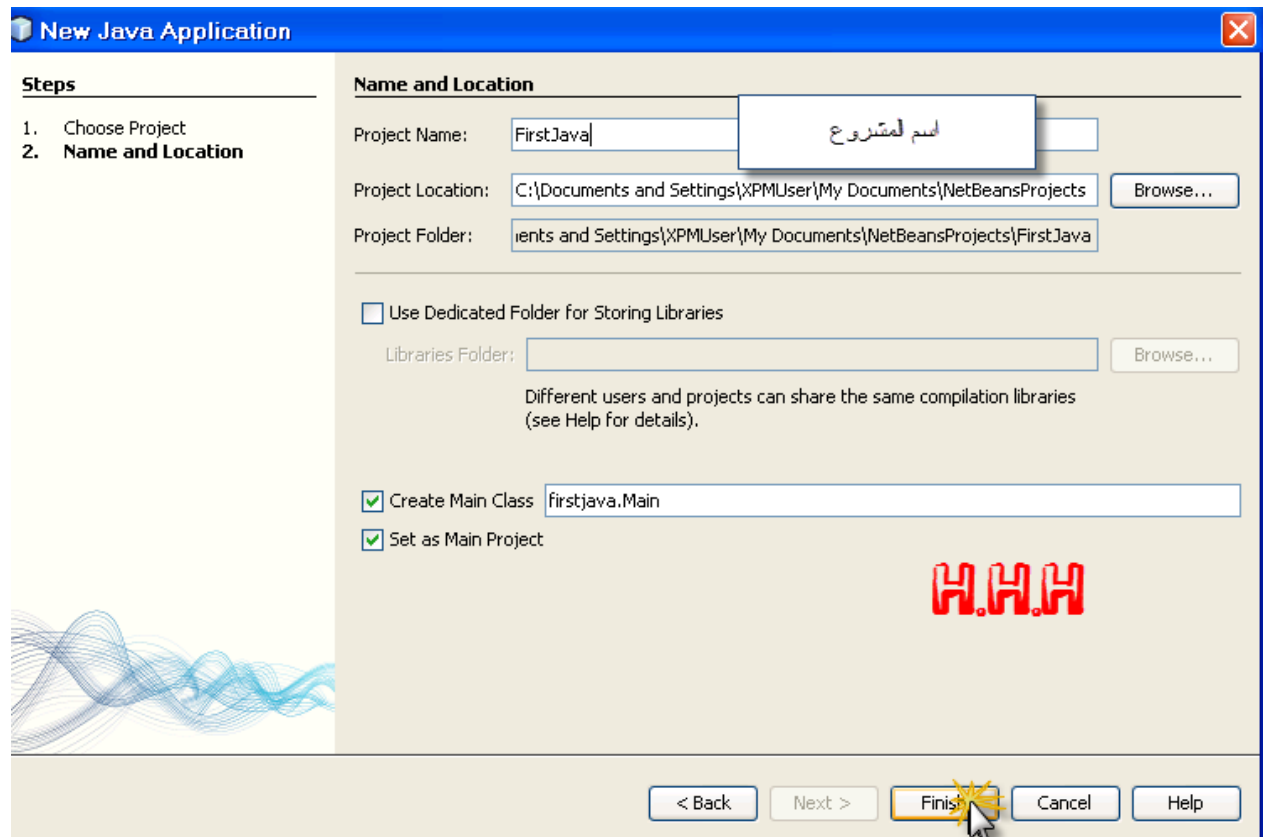 New Java Application
Steps
1. Choose Project
2. Name and Location
Name and Location
Project Name: FirstJava
اسم المشروع
Project Location: C:\Documents and Settings\XPMUser\My Documents\NetBeansProjects Browse...
Project Folder: ents and Settings\XPMUser\My Documents\NetBeansProjects\FirstJava
Use Dedicated Folder for Storing Libraries
Libraries Folder: Browse...
Different users and projects can share the same compilation libraries
(see Help for details).
Create Main Class firstjava.Main
Set as Main Project
H.H.H
< Back Next > Finish Cancel Help